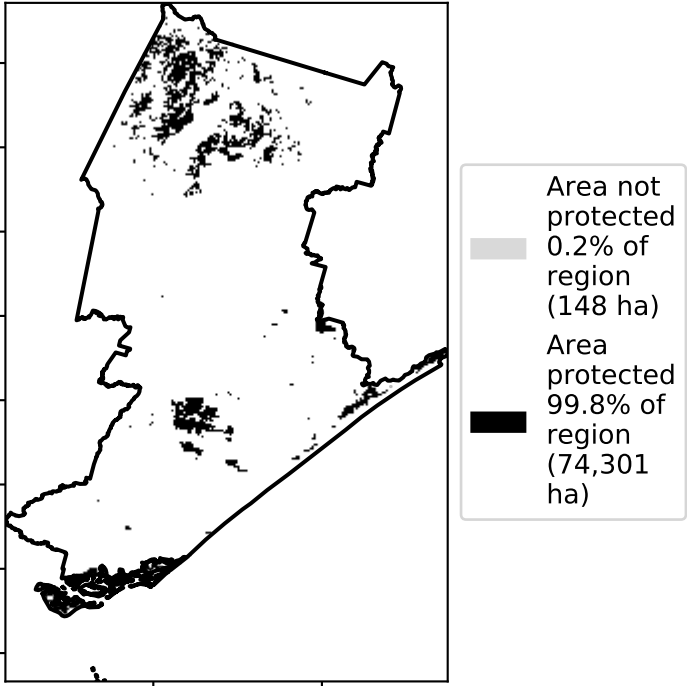 Area not
protected
0.2% of
region
(148 ha)
Area
protected
99.8% of
region
(74,301
ha)